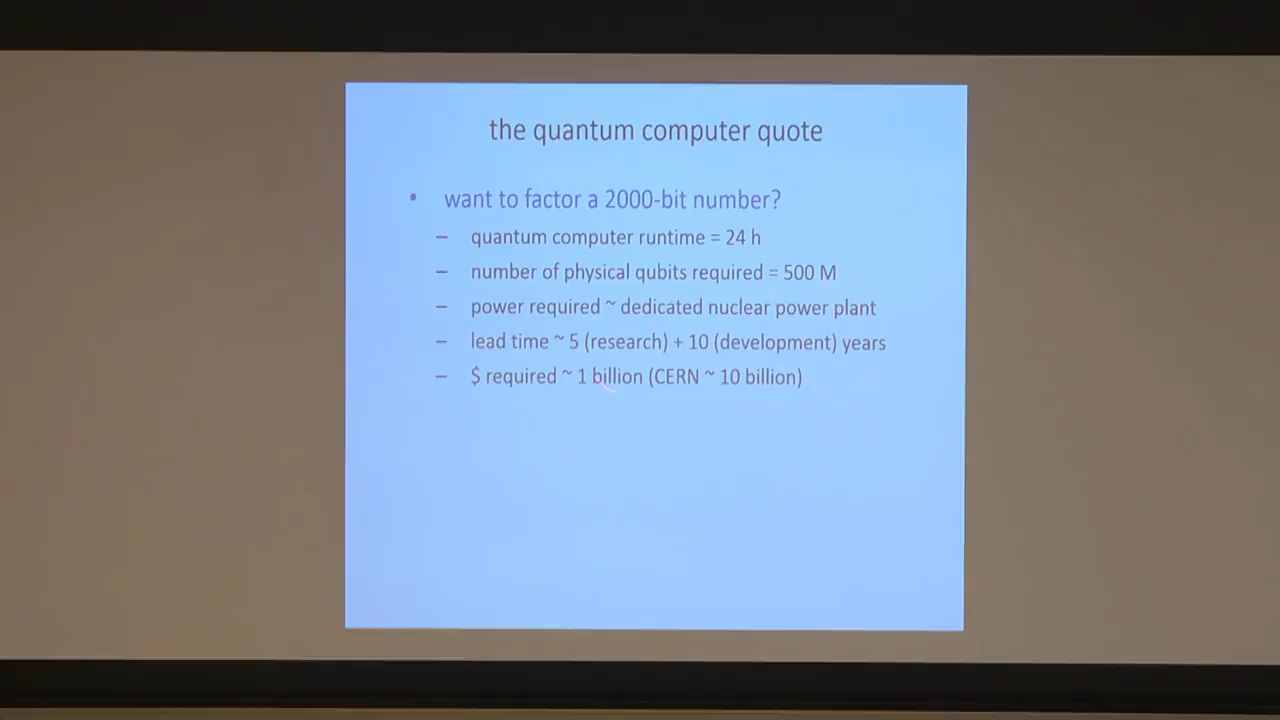 the quantum computer quote
• want to factor a 2000-bit number?
– quantum computer runtime = 24 h
– number of physical qubits required = 500 M
– power required ~ dedicated nuclear power plant
– lead time ~ 5 (research) + 10 (development) years
– $ required ~ 1 billion (CERN ~ 10 billion)